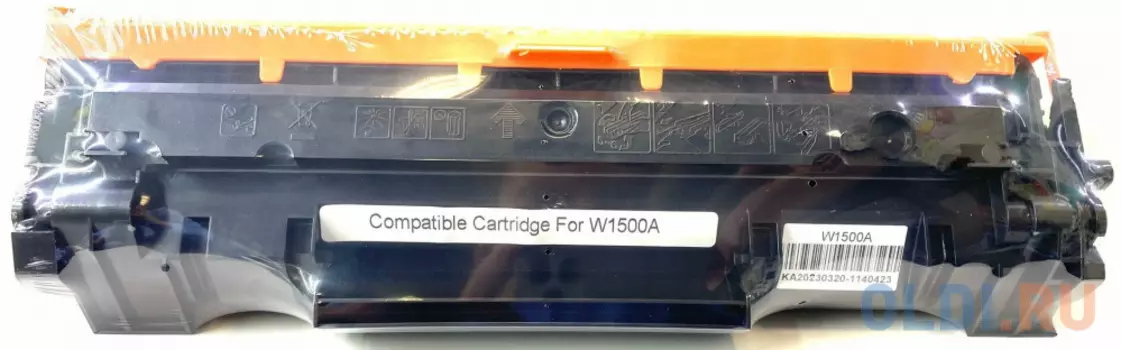 Compatible Cartridge For W1500A
W1500A
KA20230320-1140423
OLDI.RU